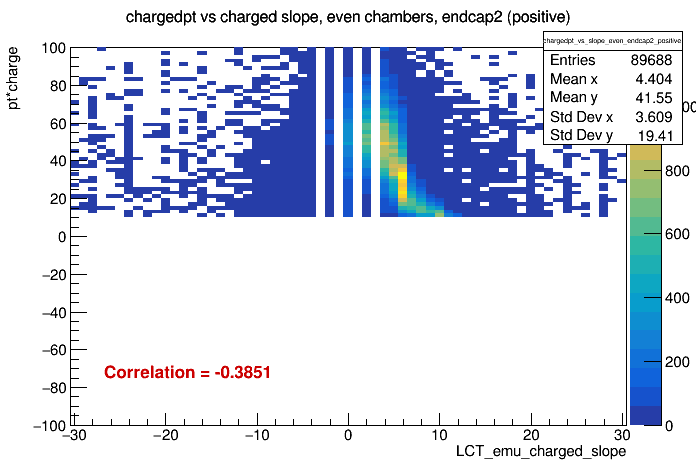 chargedpt vs charged slope, even chambers, endcap2 (positive)
chargedpt_vs_slope_even_endcap2_positive
Entries 89688
Mean x 4.404
Mean y 41.55
Std Dev x 3.609
Std Dev y 19.41
pt*charge
100
80
60
40
20
0
−20
−40
−60
−80
−100
Correlation = -0.3851
−30 −20 −10 0 10 20 30
LCT_emu_charged_slope
800
600
400
200
0